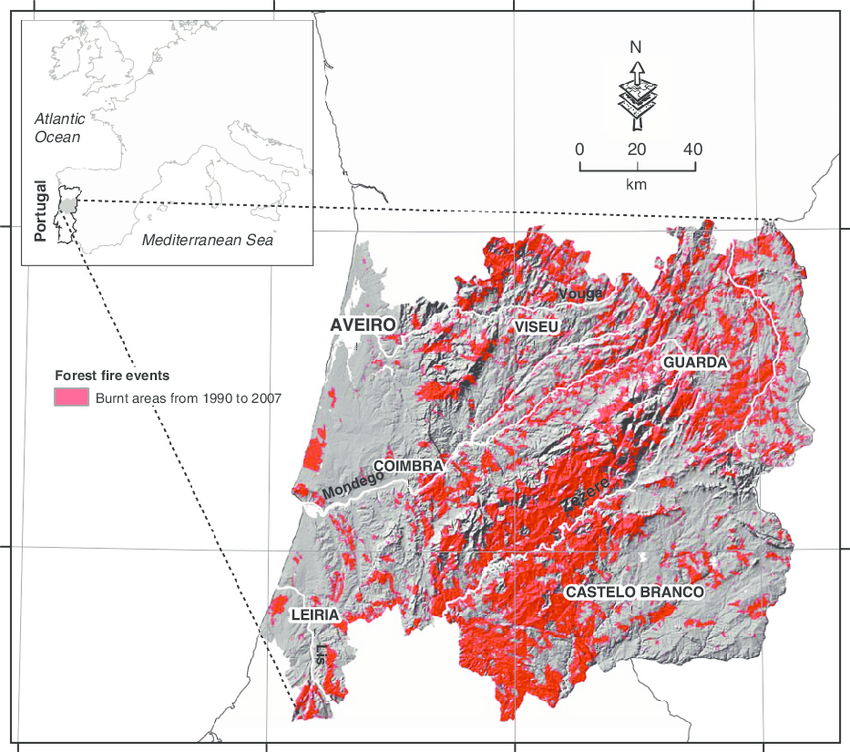 Atlantic
Ocean
Portugal
Mediterranean Sea
N
0 20 40
km
Vouga
AVEIRO
VISEU
GUARDA
Forest fire events
Burnt areas from 1990 to 2007
COIMBRA
Mondego
Zezere
CASTELO BRANCO
LEIRIA
Lis